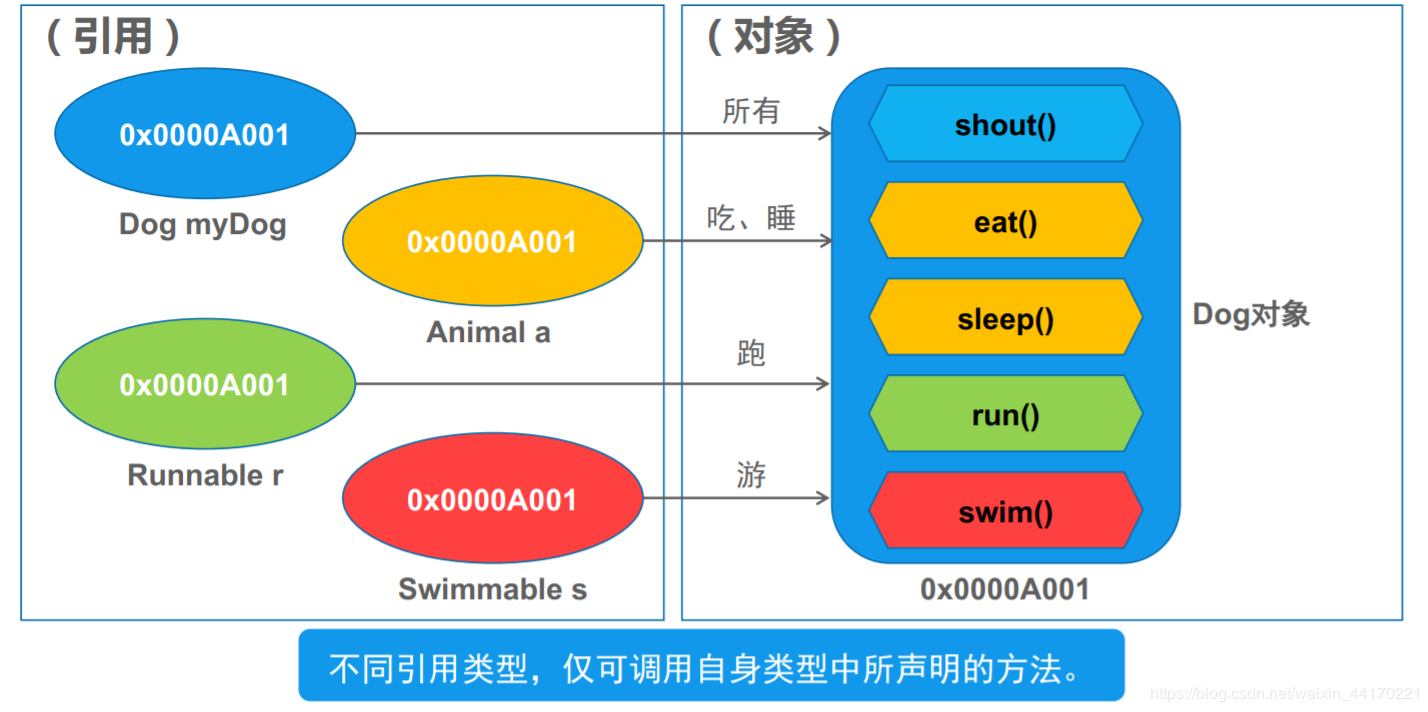 （引用）
0x0000A001
Dog myDog
0x0000A001
Animal a
0x0000A001
Runnable r
0x0000A001
Swimmable s
所有
吃、睡
跑
游
（对象）
shout()
eat()
sleep()
run()
swim()
Dog对象
0x0000A001
不同引用类型，仅可调用自身类型中所声明的方法。
https://blog.csdn.net/weixin_44170221